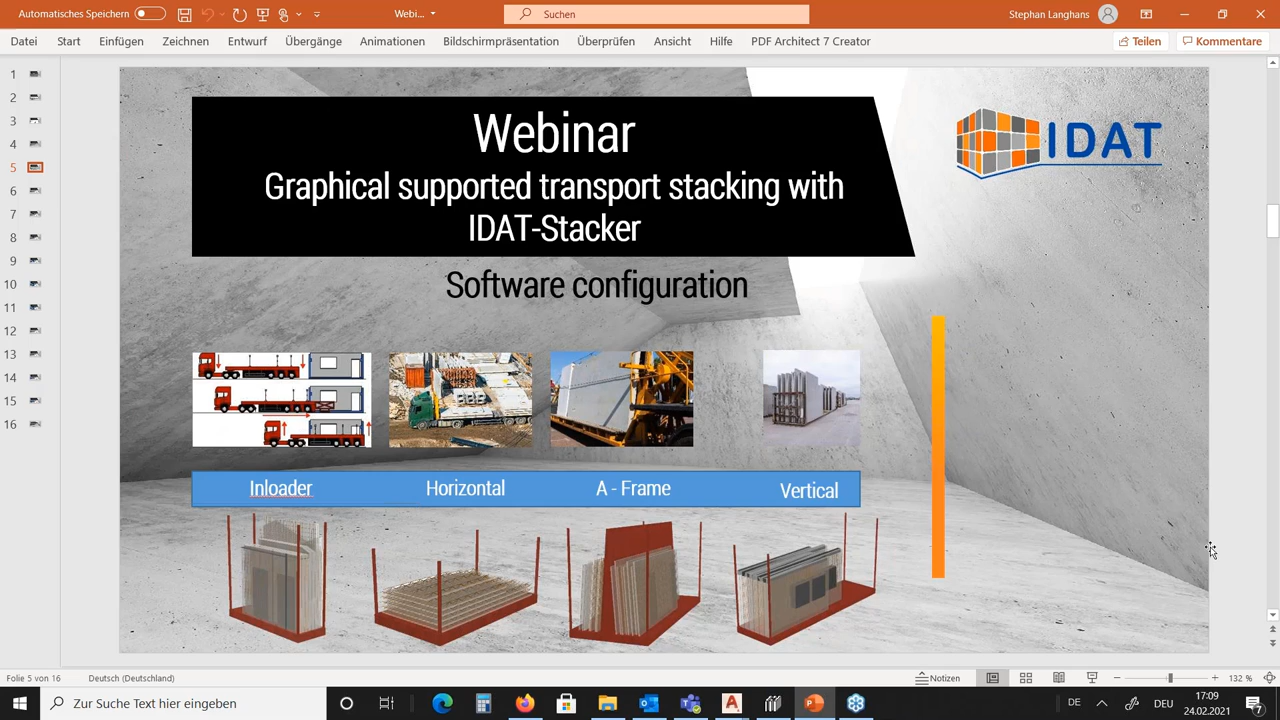 Automatisches Speichern
Webi...
Suchen
Stephan Langhans
Datei Start Einfügen Zeichnen Entwurf Übergänge Animationen Bildschirmpräsentation Überprüfen Ansicht Hilfe PDF Architect 7 Creator Teilen Kommentare
1
2
3
4
5
6
7
8
9
10
11
12
13
14
15
16
Webinar
Graphical supported transport stacking with
IDAT-Stacker
IDAT
Software configuration
Inloader Horizontal A - Frame Vertical
Folie 5 von 16 Deutsch (Deutschland) Notizen 132 %
Zur Suche Text hier eingeben
DE DEU
17:09
24.02.2021
7